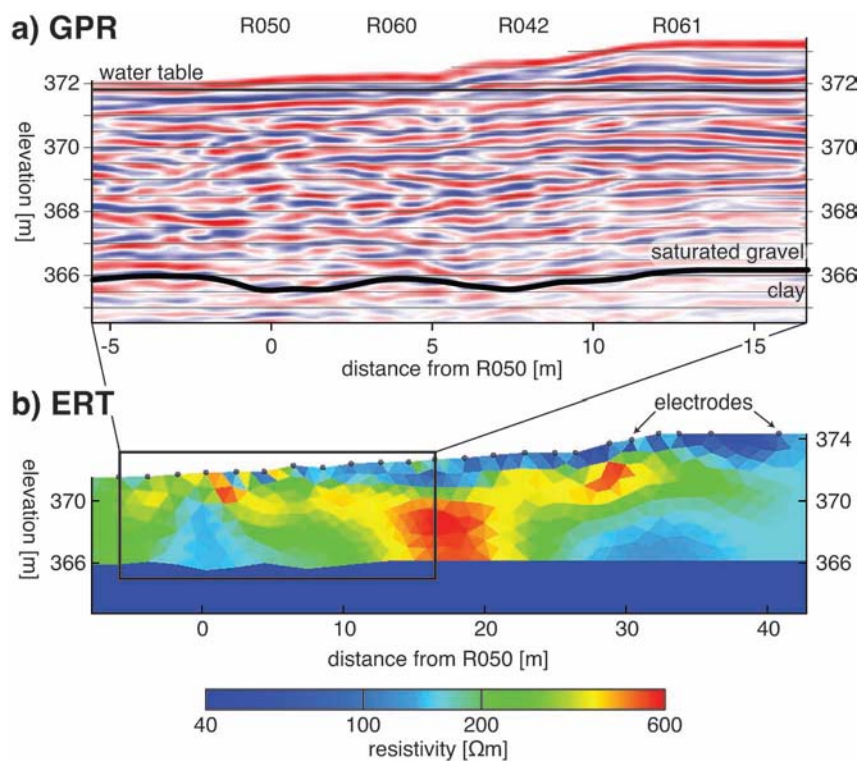 a) GPR
R050 R060 R042 R061
water table
372 372
370 370
368 368
saturated gravel
366 366
clay
elevation [m]
-5 0 5 10 15
distance from R050 [m]
b) ERT
electrodes
374
370 370
366 366
elevation [m]
0 10 20 30 40
distance from R050 [m]
40 100 200 600
resistivity [Ωm]